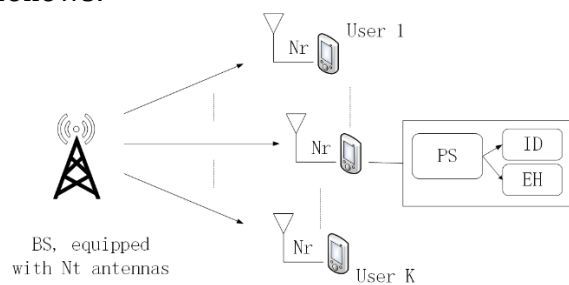 User 1
Nr
Nr
PS
ID
EH
Nr
BS, equipped
with Nt antennas
User K